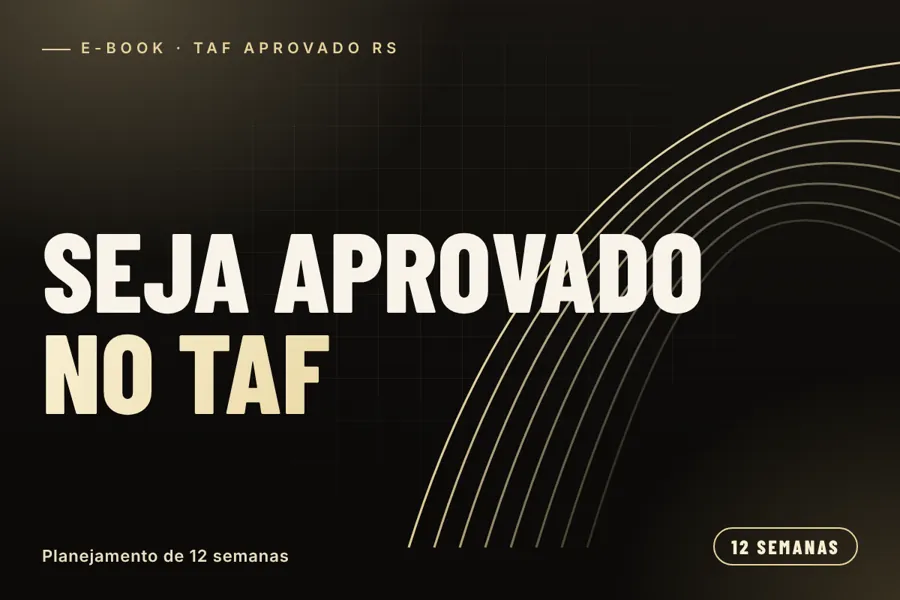 E-BOOK · TAF APROVADO RS
SEJA APROVADO
NO TAF
Planejamento de 12 semanas
12 SEMANAS